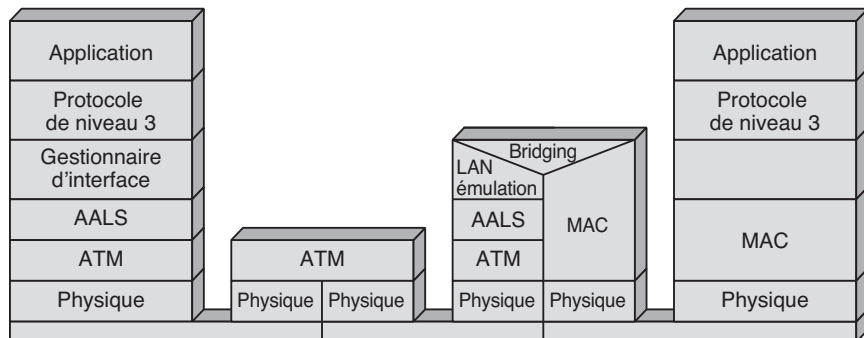 Application
Protocole
de niveau 3
Gestionnaire
d'interface
AALS
ATM
Physique
ATM
Physique
Physique
Bridging
LAN
émulation
AALS
ATM
Physique
MAC
Physique
Application
Protocole
de niveau 3
MAC
Physique